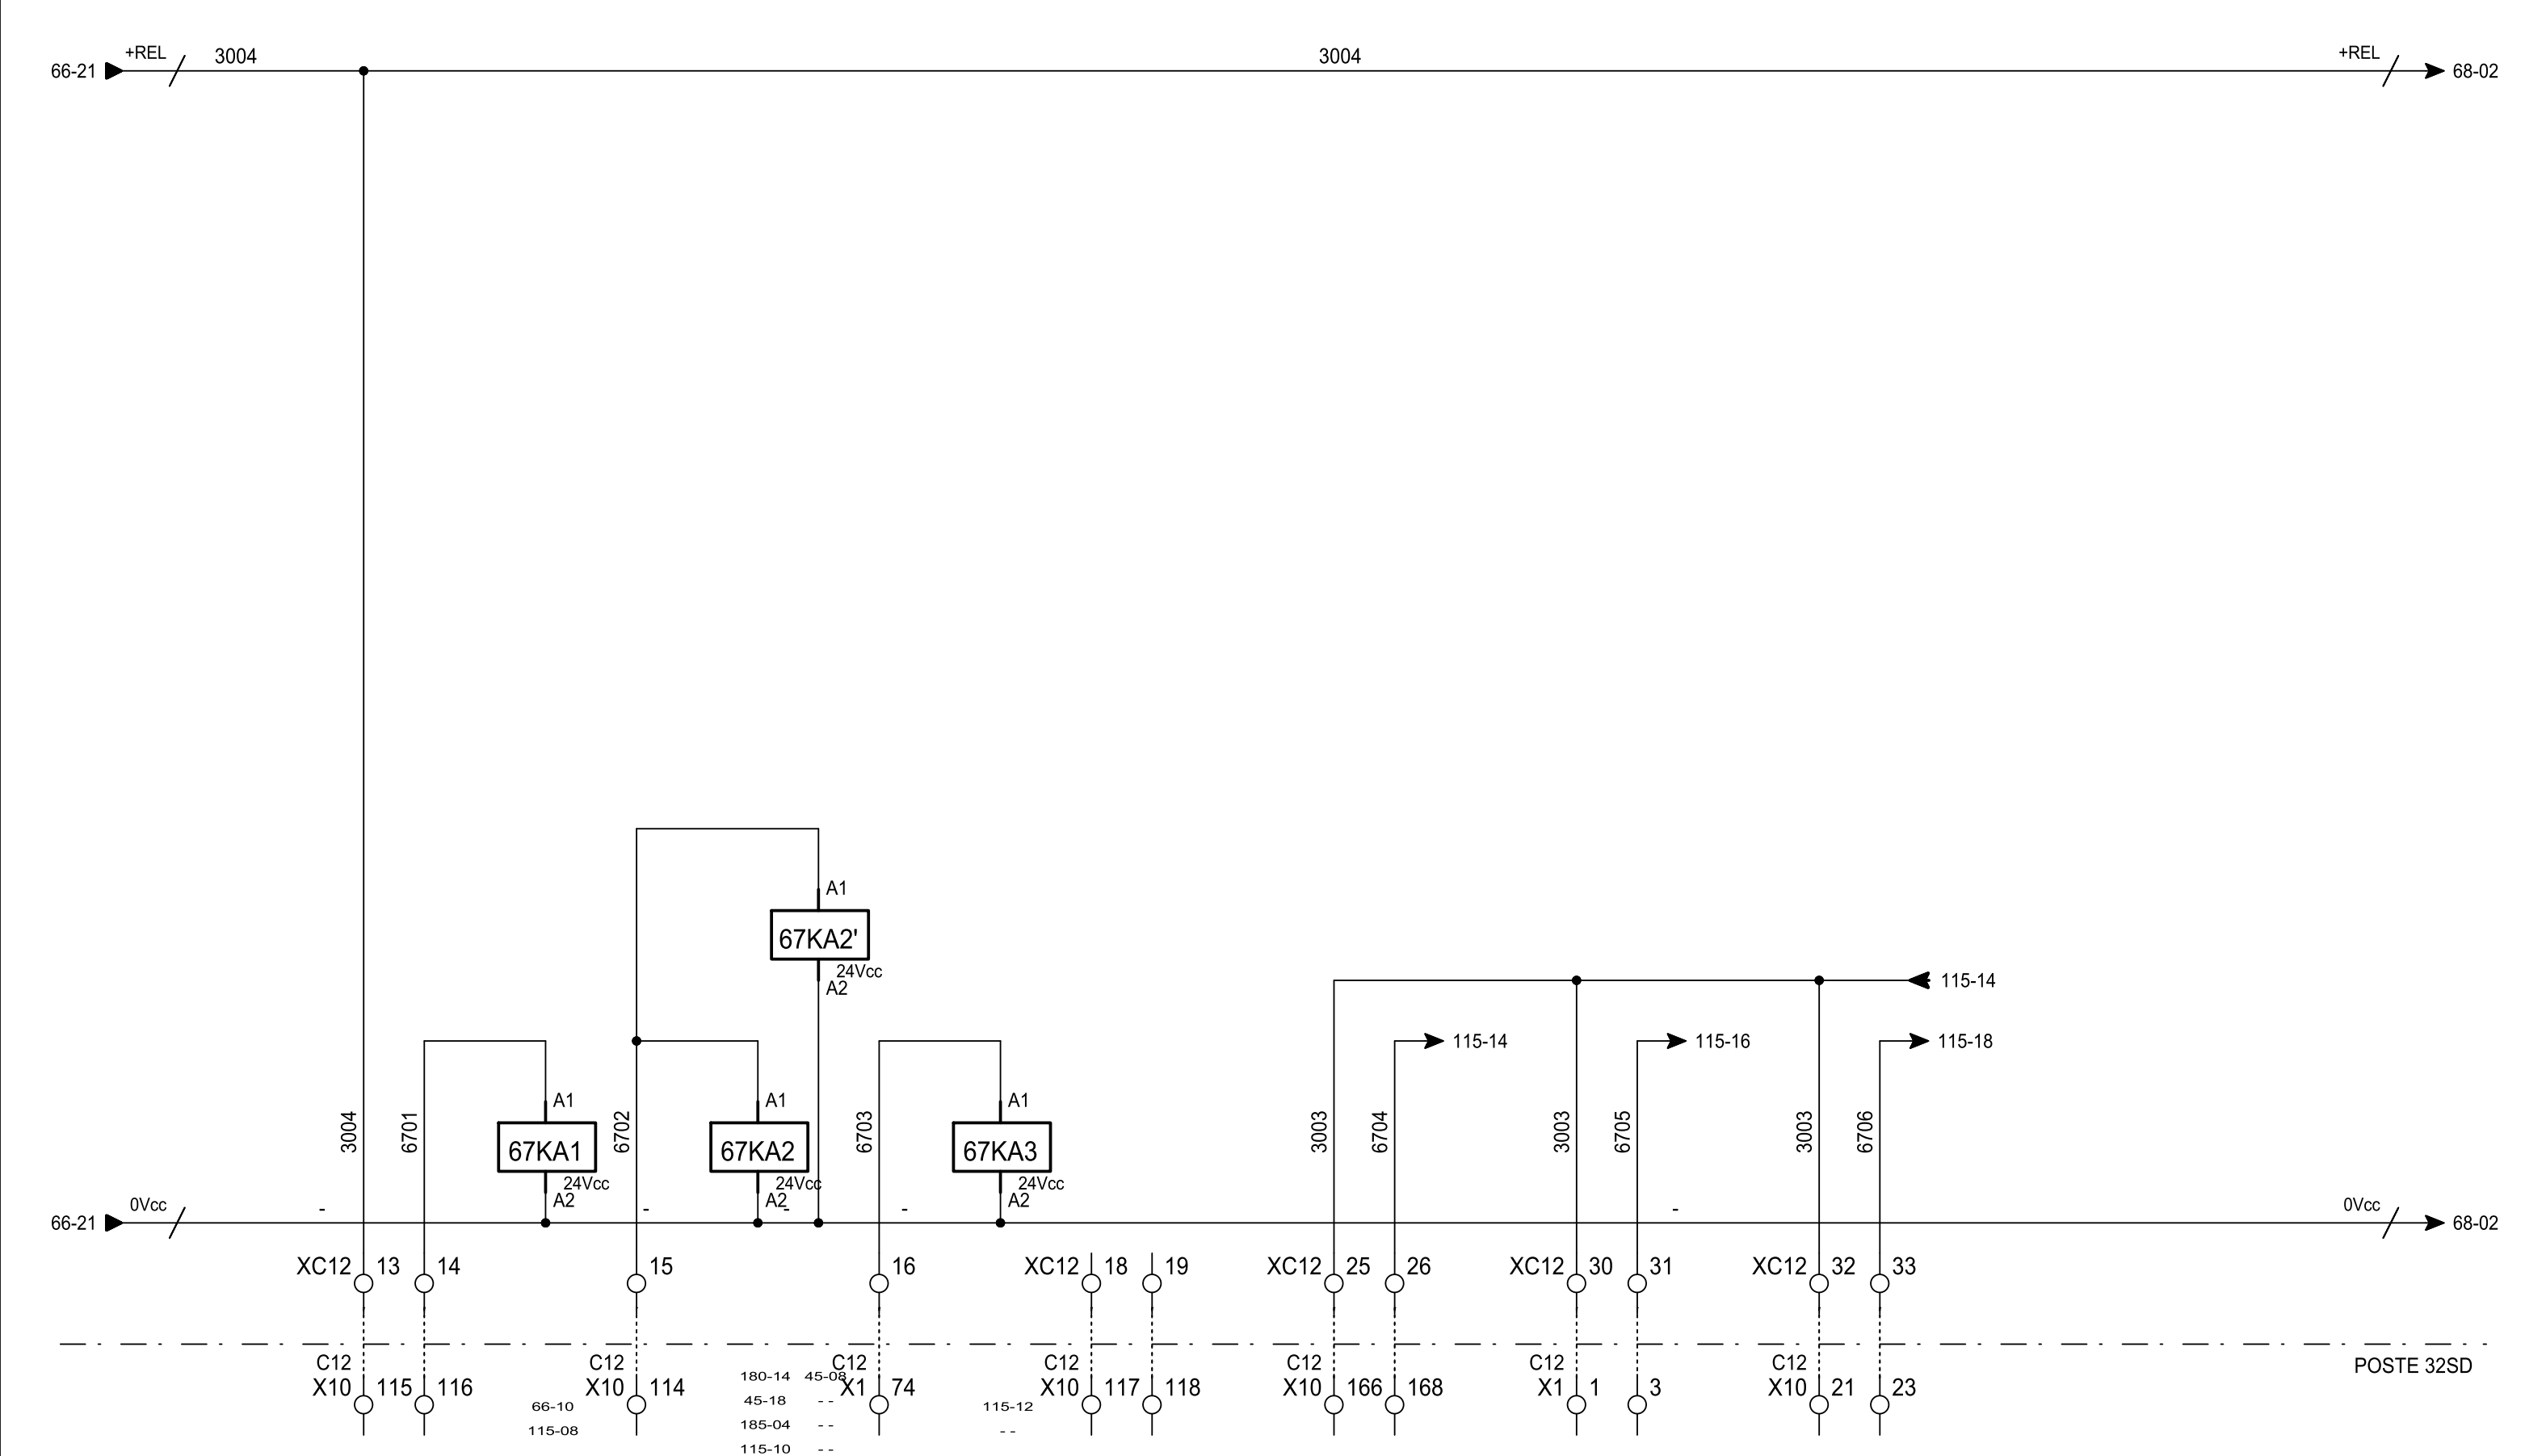 +REL 3004 3004 +REL
66-21 68-02
A1
67KA2'
24Vcc
A2
115-14
115-14 115-16 115-18
A1 A1 A1
3004 6701 67KA1 6702 67KA2 6703 67KA3 3003 6704 3003 6705 3003 6706
24Vcc 24Vcc 24Vcc
A2 A2 A2
0Vcc - - - - - 0Vcc
66-21 68-02
XC12 13 14 15 16 XC12 18 19 XC12 25 26 XC12 30 31 XC12 32 33
C12 C12 C12 C12 C12 C12 C12 POSTE 32SD
180-14 45-08
X10 115 116 X10 114 X1 74 X10 117 118 X10 166 168 X1 1 3 X10 21 23
66-10 45-18 - - 115-12
115-08 185-04 - - - -
115-10 - -